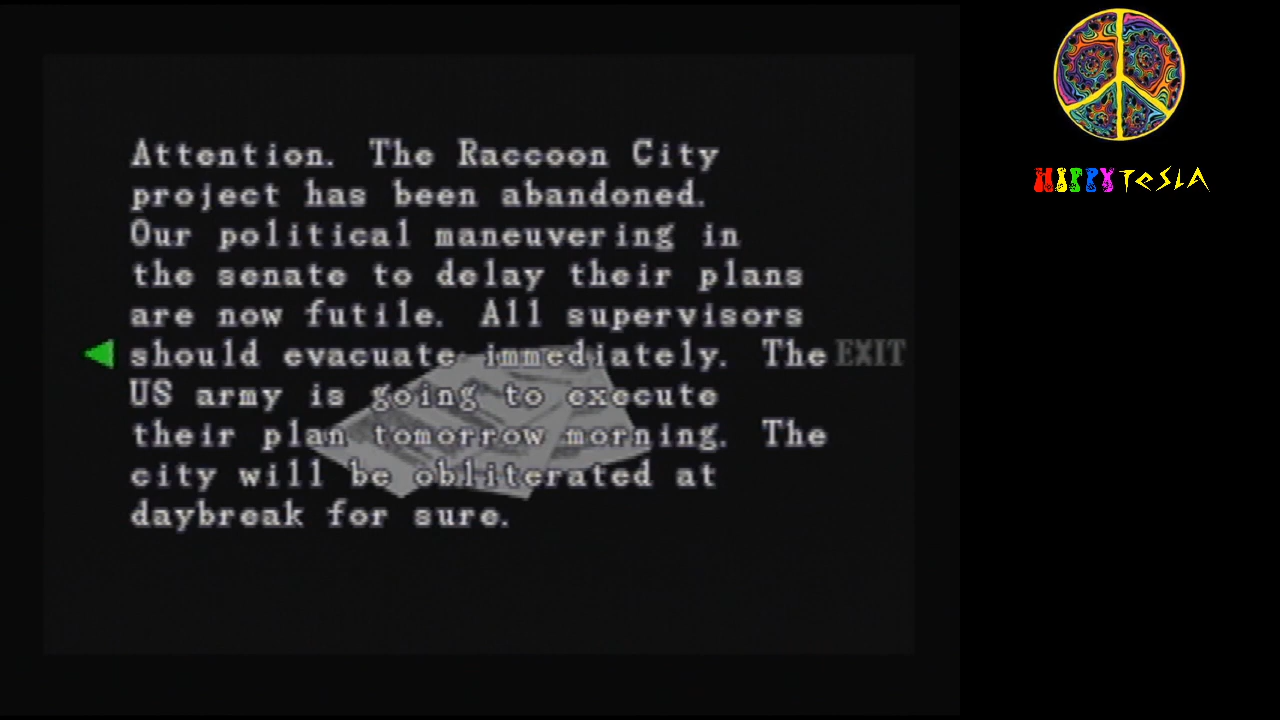 Attention. The Raccoon City
project has been abandoned.
Our political maneuvering in
the senate to delay their plans
are now futile. All supervisors
should evacuate immediately. The
US army is going to execute
their plan tomorrow morning. The
city will be obliterated at
daybreak for sure.
EXIT
HIPPYTeSLA